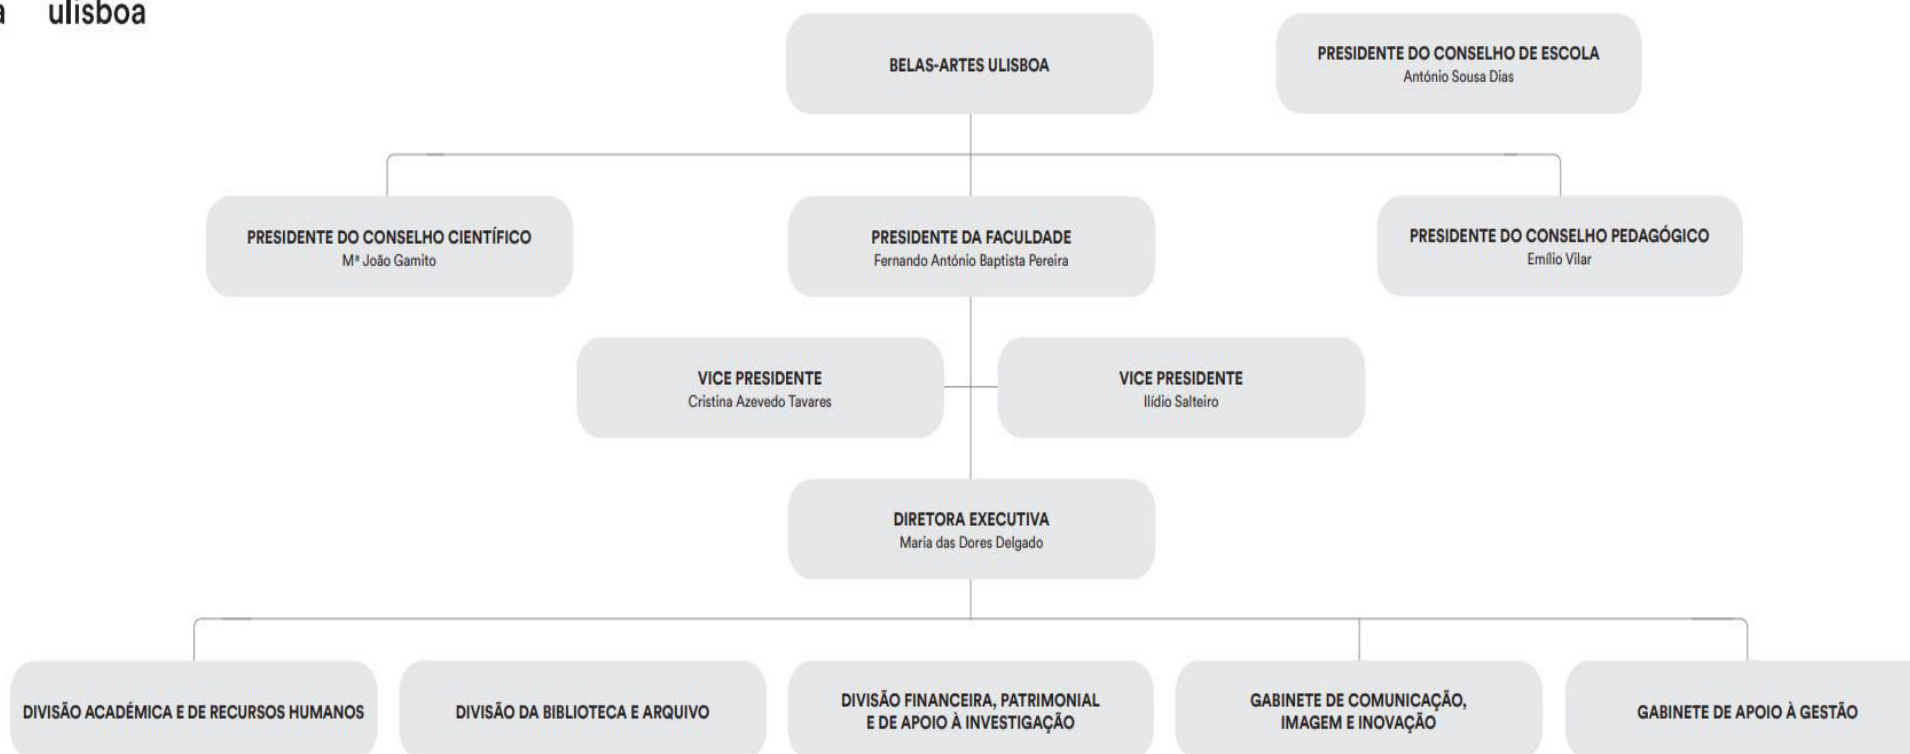 a ulisboa
BELAS-ARTES ULISBOA
PRESIDENTE DO CONSELHO DE ESCOLA
António Sousa Dias
PRESIDENTE DO CONSELHO CIENTÍFICO
Mª João Gamito
PRESIDENTE DA FACULDADE
Fernando António Baptista Pereira
PRESIDENTE DO CONSELHO PEDAGÓGICO
Emílio Vilar
VICE PRESIDENTE
Cristina Azevedo Tavares
VICE PRESIDENTE
Ilídio Salteiro
DIRETORA EXECUTIVA
Maria das Dores Delgado
DIVISÃO ACADÉMICA E DE RECURSOS HUMANOS
DIVISÃO DA BIBLIOTECA E ARQUIVO
DIVISÃO FINANCEIRA, PATRIMONIAL
E DE APOIO À INVESTIGAÇÃO
GABINETE DE COMUNICAÇÃO,
IMAGEM E INOVAÇÃO
GABINETE DE APOIO À GESTÃO